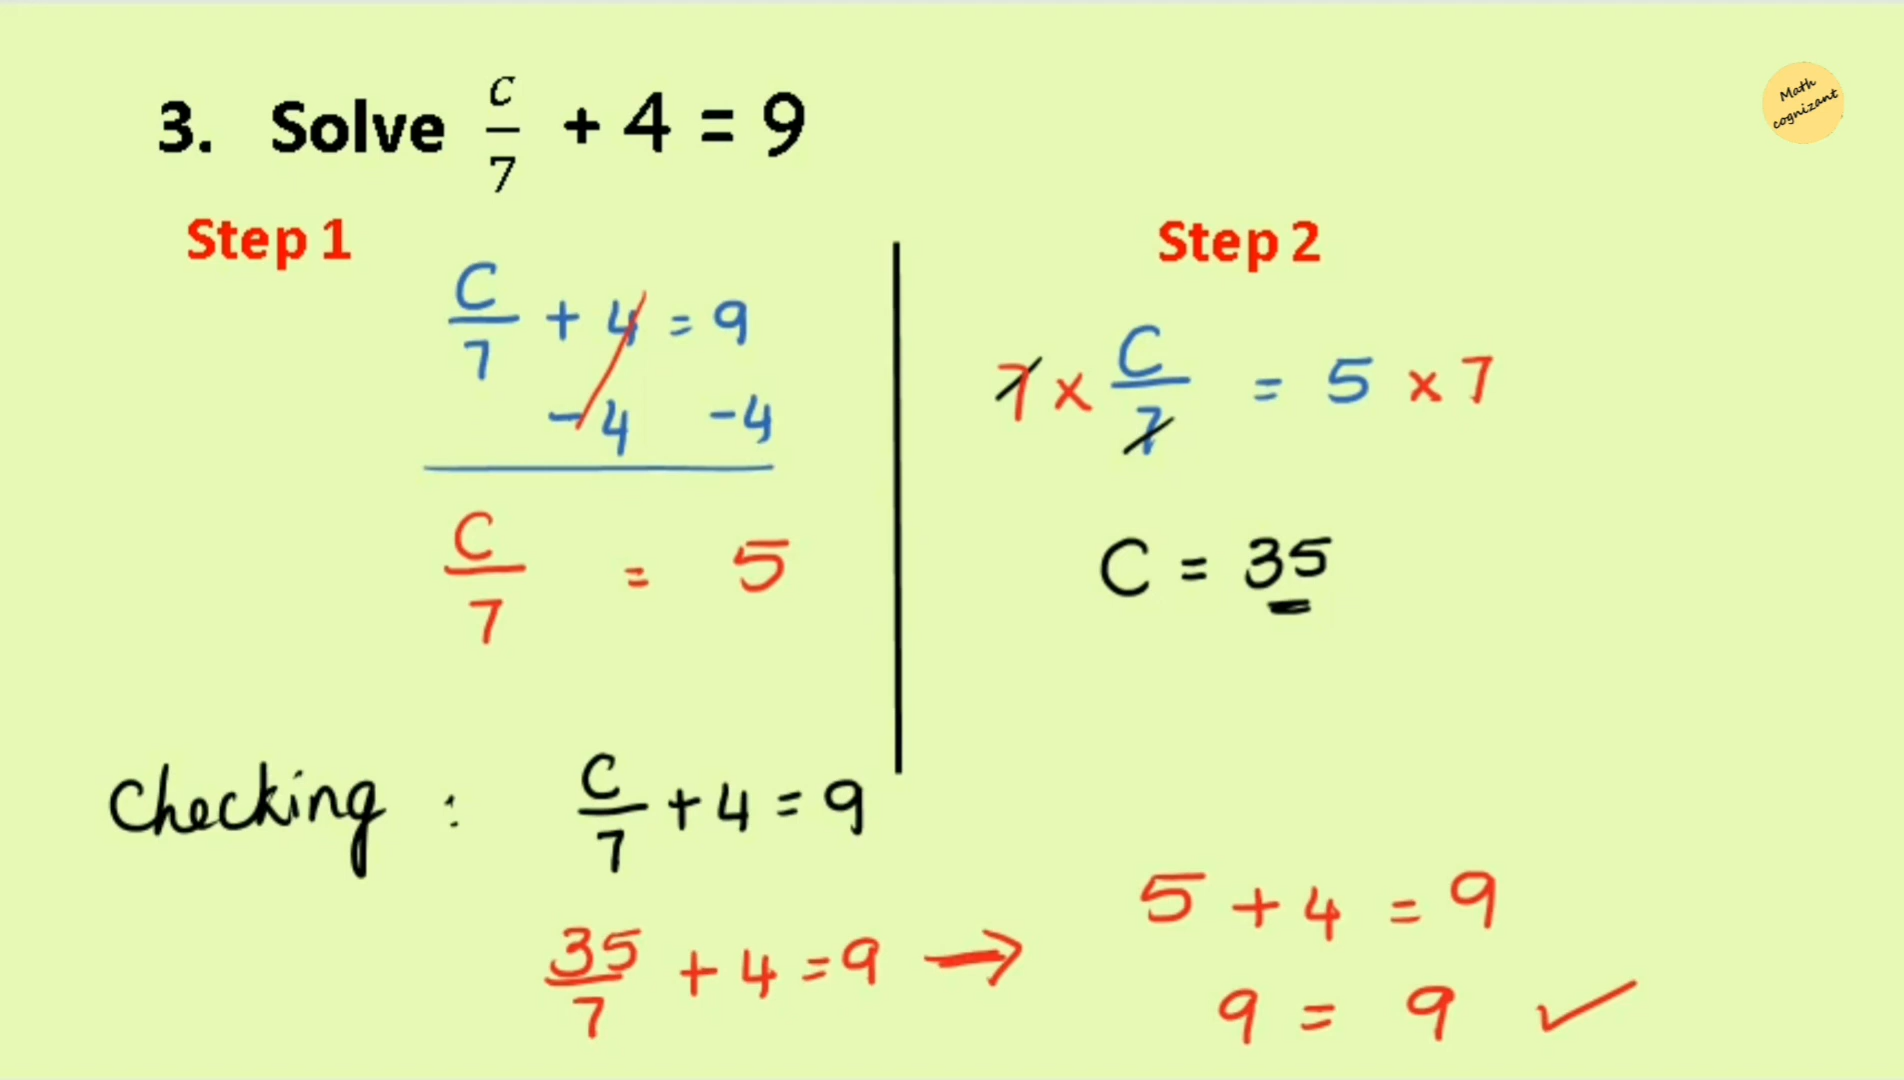 3. Solve c/7 + 4 = 9
Math
cognizant
Step 1
C/7 + 4 = 9
-4 -4
C/7 = 5
Step 2
7 × C/7 = 5 × 7
C = 35
Checking : C/7 + 4 = 9
35/7 + 4 = 9 →
5 + 4 = 9
9 = 9 ✓